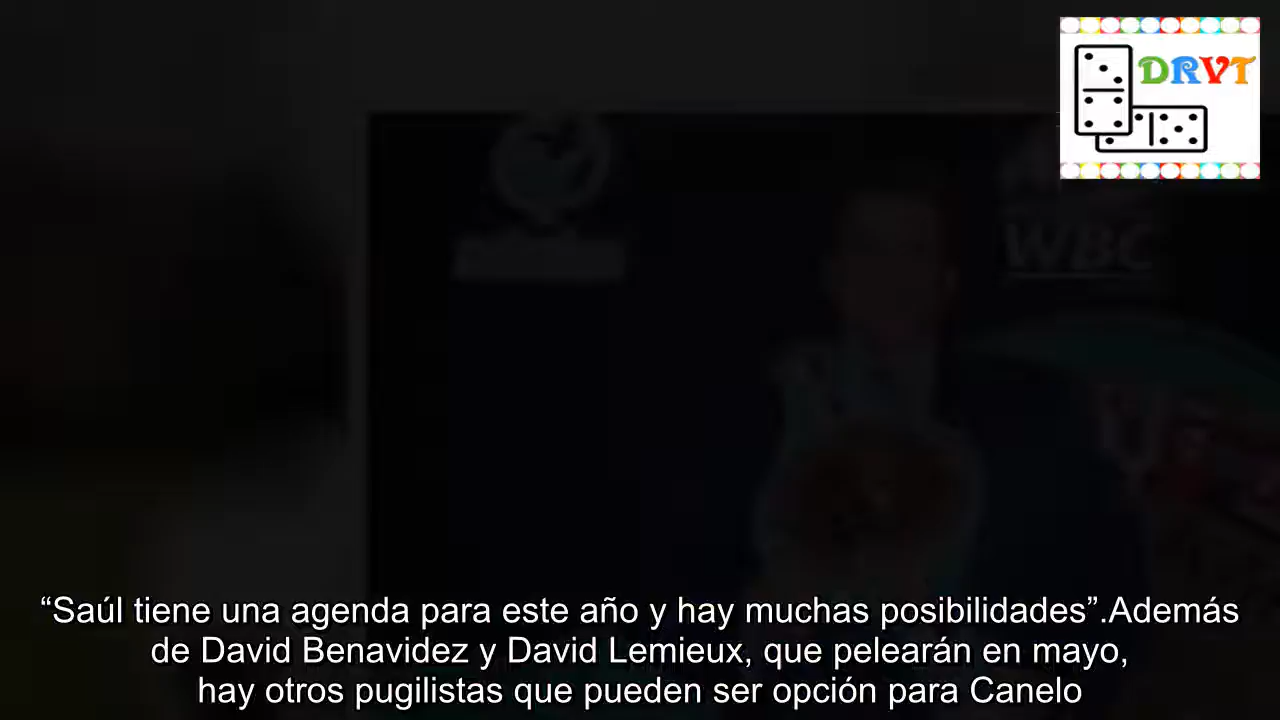 DRVT
WBC
“Saúl tiene una agenda para este año y hay muchas posibilidades”.Además
de David Benavidez y David Lemieux, que pelearán en mayo,
hay otros pugilistas que pueden ser opción para Canelo